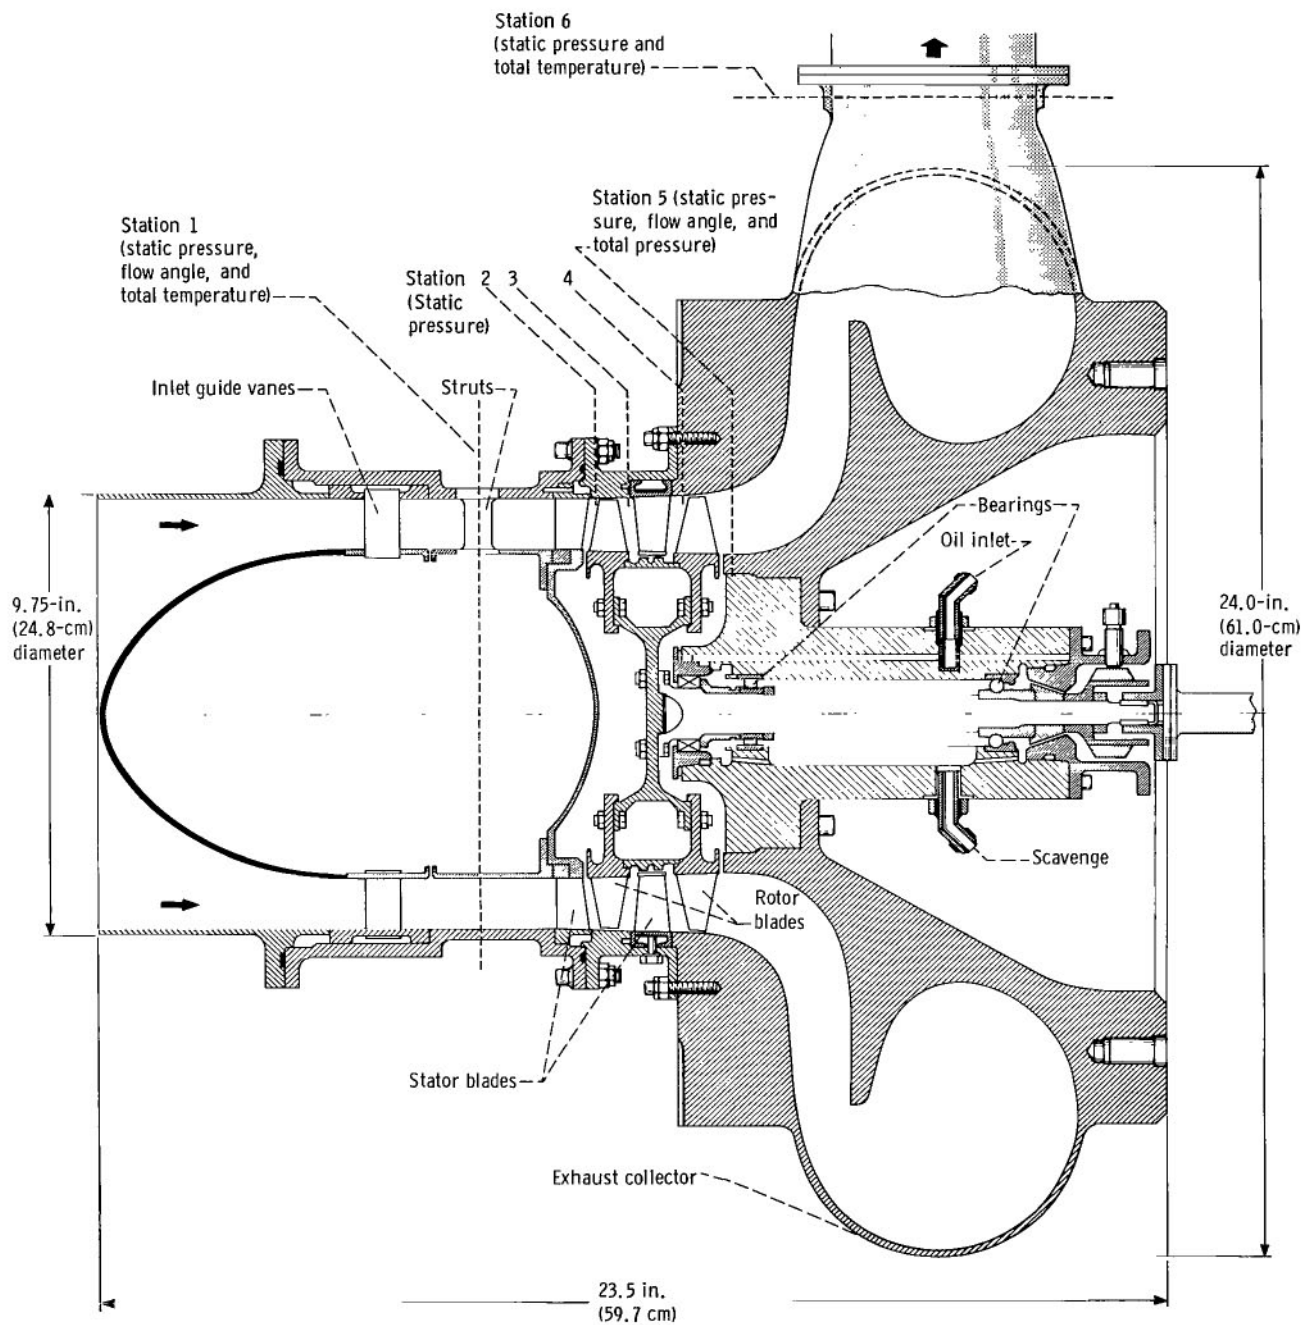 Station 6
(static pressure and
total temperature)
Station 1
(static pressure,
flow angle, and
total temperature)
Station 5 (static pres-
sure, flow angle, and
total pressure)
Station 2 3 4
(Static
pressure)
Inlet guide vanes
Struts
Bearings
Oil inlet
9.75-in.
(24.8-cm)
diameter
24.0-in.
(61.0-cm)
diameter
Scavenge
Rotor
blades
Stator blades
Exhaust collector
23.5 in.
(59.7 cm)